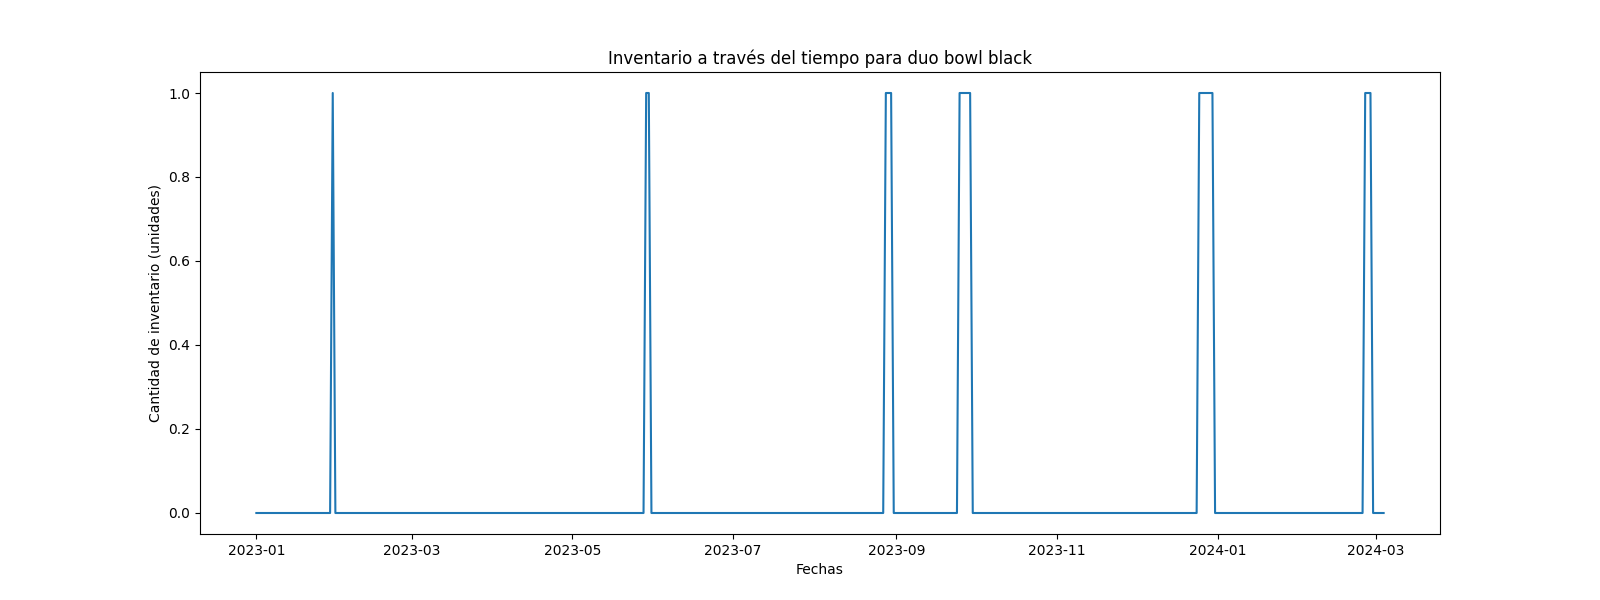 Inventario a través del tiempo para duo bowl black
Cantidad de inventario (unidades)
1.0
0.8
0.6
0.4
0.2
0.0
2023-01 2023-03 2023-05 2023-07 2023-09 2023-11 2024-01 2024-03
Fechas